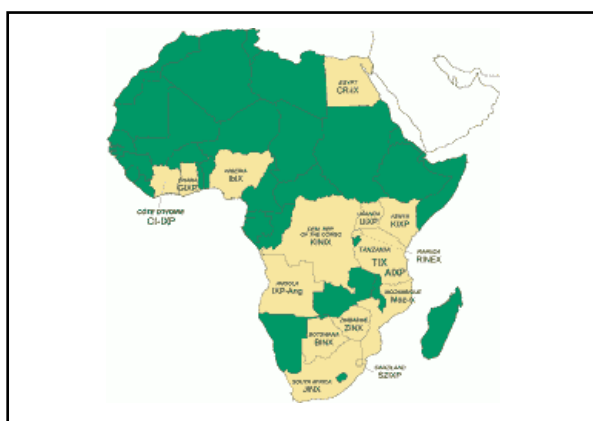 EGYPT
CR-IX
NIGERIA
IBIX
GHANA
GIXP
CÔTE D'IVOIRE
CI-IXP
DEM. REP.
OF THE CONGO
KINIX
UGANDA
UIXP
KENYA
KIXP
RWANDA
RINEX
TANZANIA
TIX
AIXP
ANGOLA
IXP-Ang
MOZAMBIQUE
Moz-ix
ZIMBABWE
ZINX
BOTSWANA
BINX
SWAZILAND
SZIXP
SOUTH AFRICA
JINX